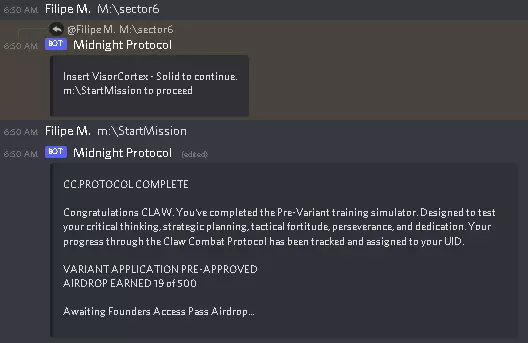 6:50 AM Filipe M. M:\sector6
@Filipe M. M:\sector6
6:50 AM BOT Midnight Protocol
Insert VisorCortex - Solid to continue.
m:\StartMission to proceed
6:50 AM Filipe M. m:\StartMission
6:50 AM BOT Midnight Protocol (edited)
CC.PROTOCOL COMPLETE
Congratulations CLAW. You've completed the Pre-Variant training simulator. Designed to test
your critical thinking, strategic planning, tactical fortitude, perseverance, and dedication. Your
progress through the Claw Combat Protocol has been tracked and assigned to your UID.
VARIANT APPLICATION PRE-APPROVED
AIRDROP EARNED 19 of 500
Awaiting Founders Access Pass Airdrop...